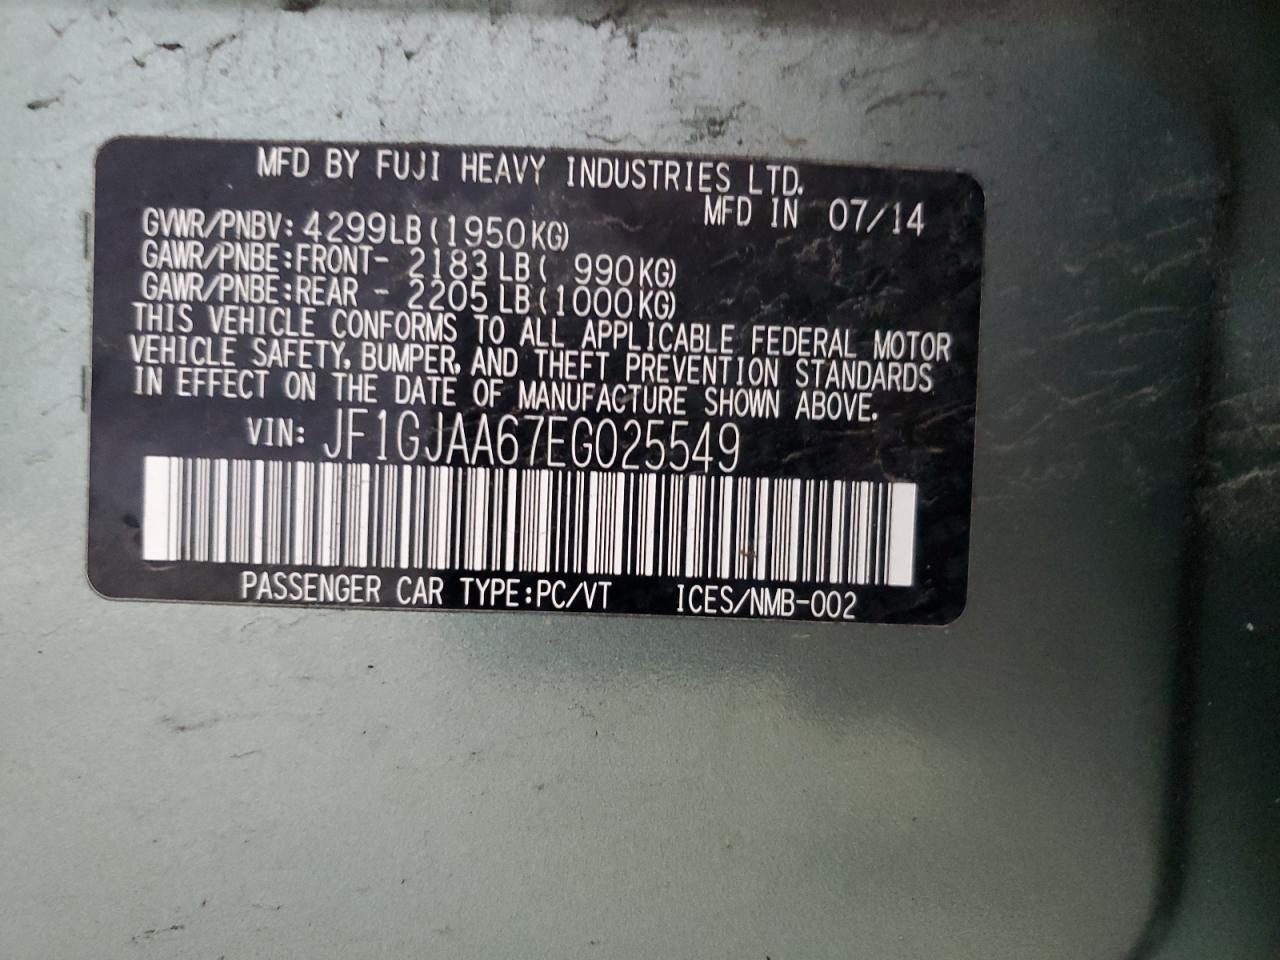 MFD BY FUJI HEAVY INDUSTRIES LTD.
MFD IN 07/14
GVWR/PNBV: 4299LB (1950KG)
GAWR/PNBE:FRONT- 2183 LB ( 990KG)
GAWR/PNBE:REAR - 2205 LB (1000KG)
THIS VEHICLE CONFORMS TO ALL APPLICABLE FEDERAL MOTOR
VEHICLE SAFETY, BUMPER, AND THEFT PREVENTION STANDARDS
IN EFFECT ON THE DATE OF MANUFACTURE SHOWN ABOVE.
VIN: JF1GJAA67EG025549
PASSENGER CAR TYPE:PC/VT ICES/NMB-002